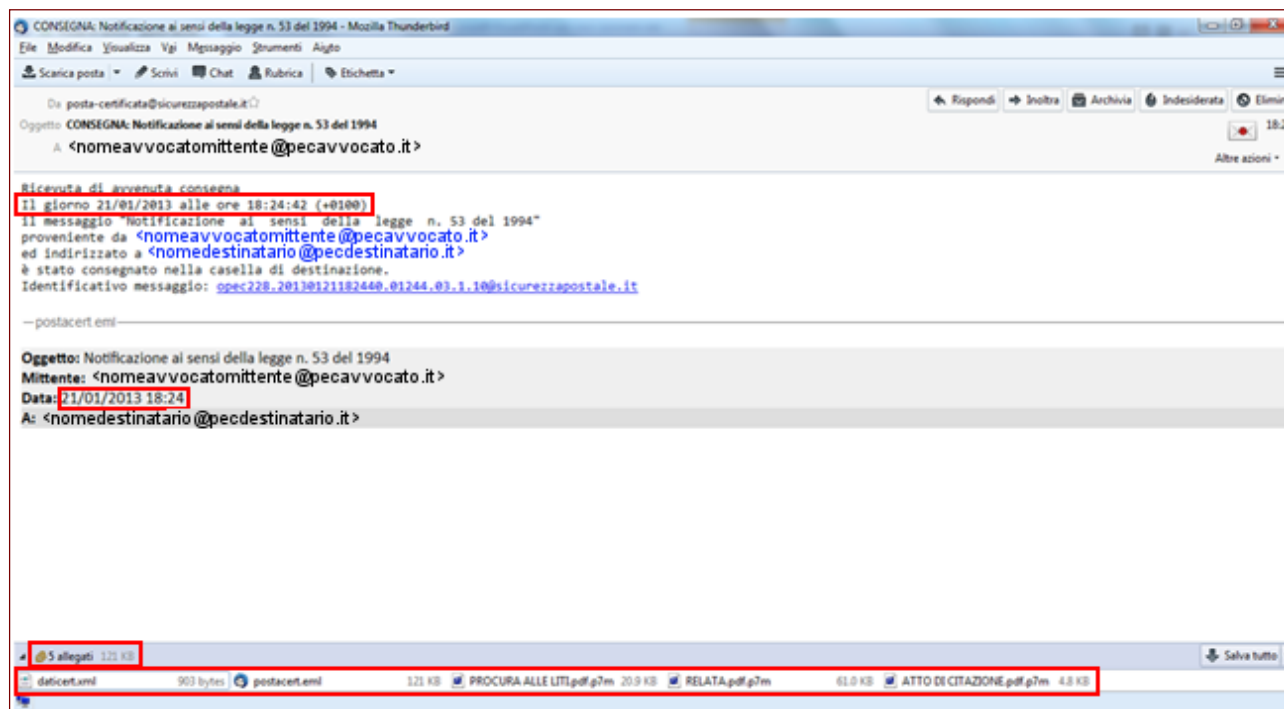 CONSEGNA: Notificazione ai sensi della legge n. 53 del 1994 - Mozilla Thunderbird
File Modifica Visualizza Vai Messaggio Strumenti Aiuto
Scarica posta Scrivi Chat Rubrica Etichetta
Da posta-certificata@sicurezzapostale.it Rispondi Inoltra Archivia Indesiderata Elimin
Oggetto CONSEGNA: Notificazione ai sensi della legge n. 53 del 1994 18:2
A <nomeavvocatomittente@pecavvocato.it> Altre azioni
Ricevuta di avvenuta consegna
Il giorno 21/01/2013 alle ore 18:24:42 (+0100)
il messaggio "Notificazione ai sensi della legge n. 53 del 1994"
proveniente da <nomeavvocatomittente@pecavvocato.it>
ed indirizzato a <nomedestinatario@pecdestinatario.it>
è stato consegnato nella casella di destinazione.
Identificativo messaggio: opec228.20130121182440.01244.03.1.10@sicurezzapostale.it
postacert.eml
Oggetto: Notificazione ai sensi della legge n. 53 del 1994
Mittente: <nomeavvocatomittente@pecavvocato.it>
Data: 21/01/2013 18:24
A: <nomedestinatario@pecdestinatario.it>
5 allegati 121 KB Salva tutto
daticert.xml 903 bytes postacert.eml 121 KB PROCURA ALLE LITI.pdf.p7m 20.9 KB RELATA.pdf.p7m 61.0 KB ATTO DI CITAZIONE.pdf.p7m 4.8 KB